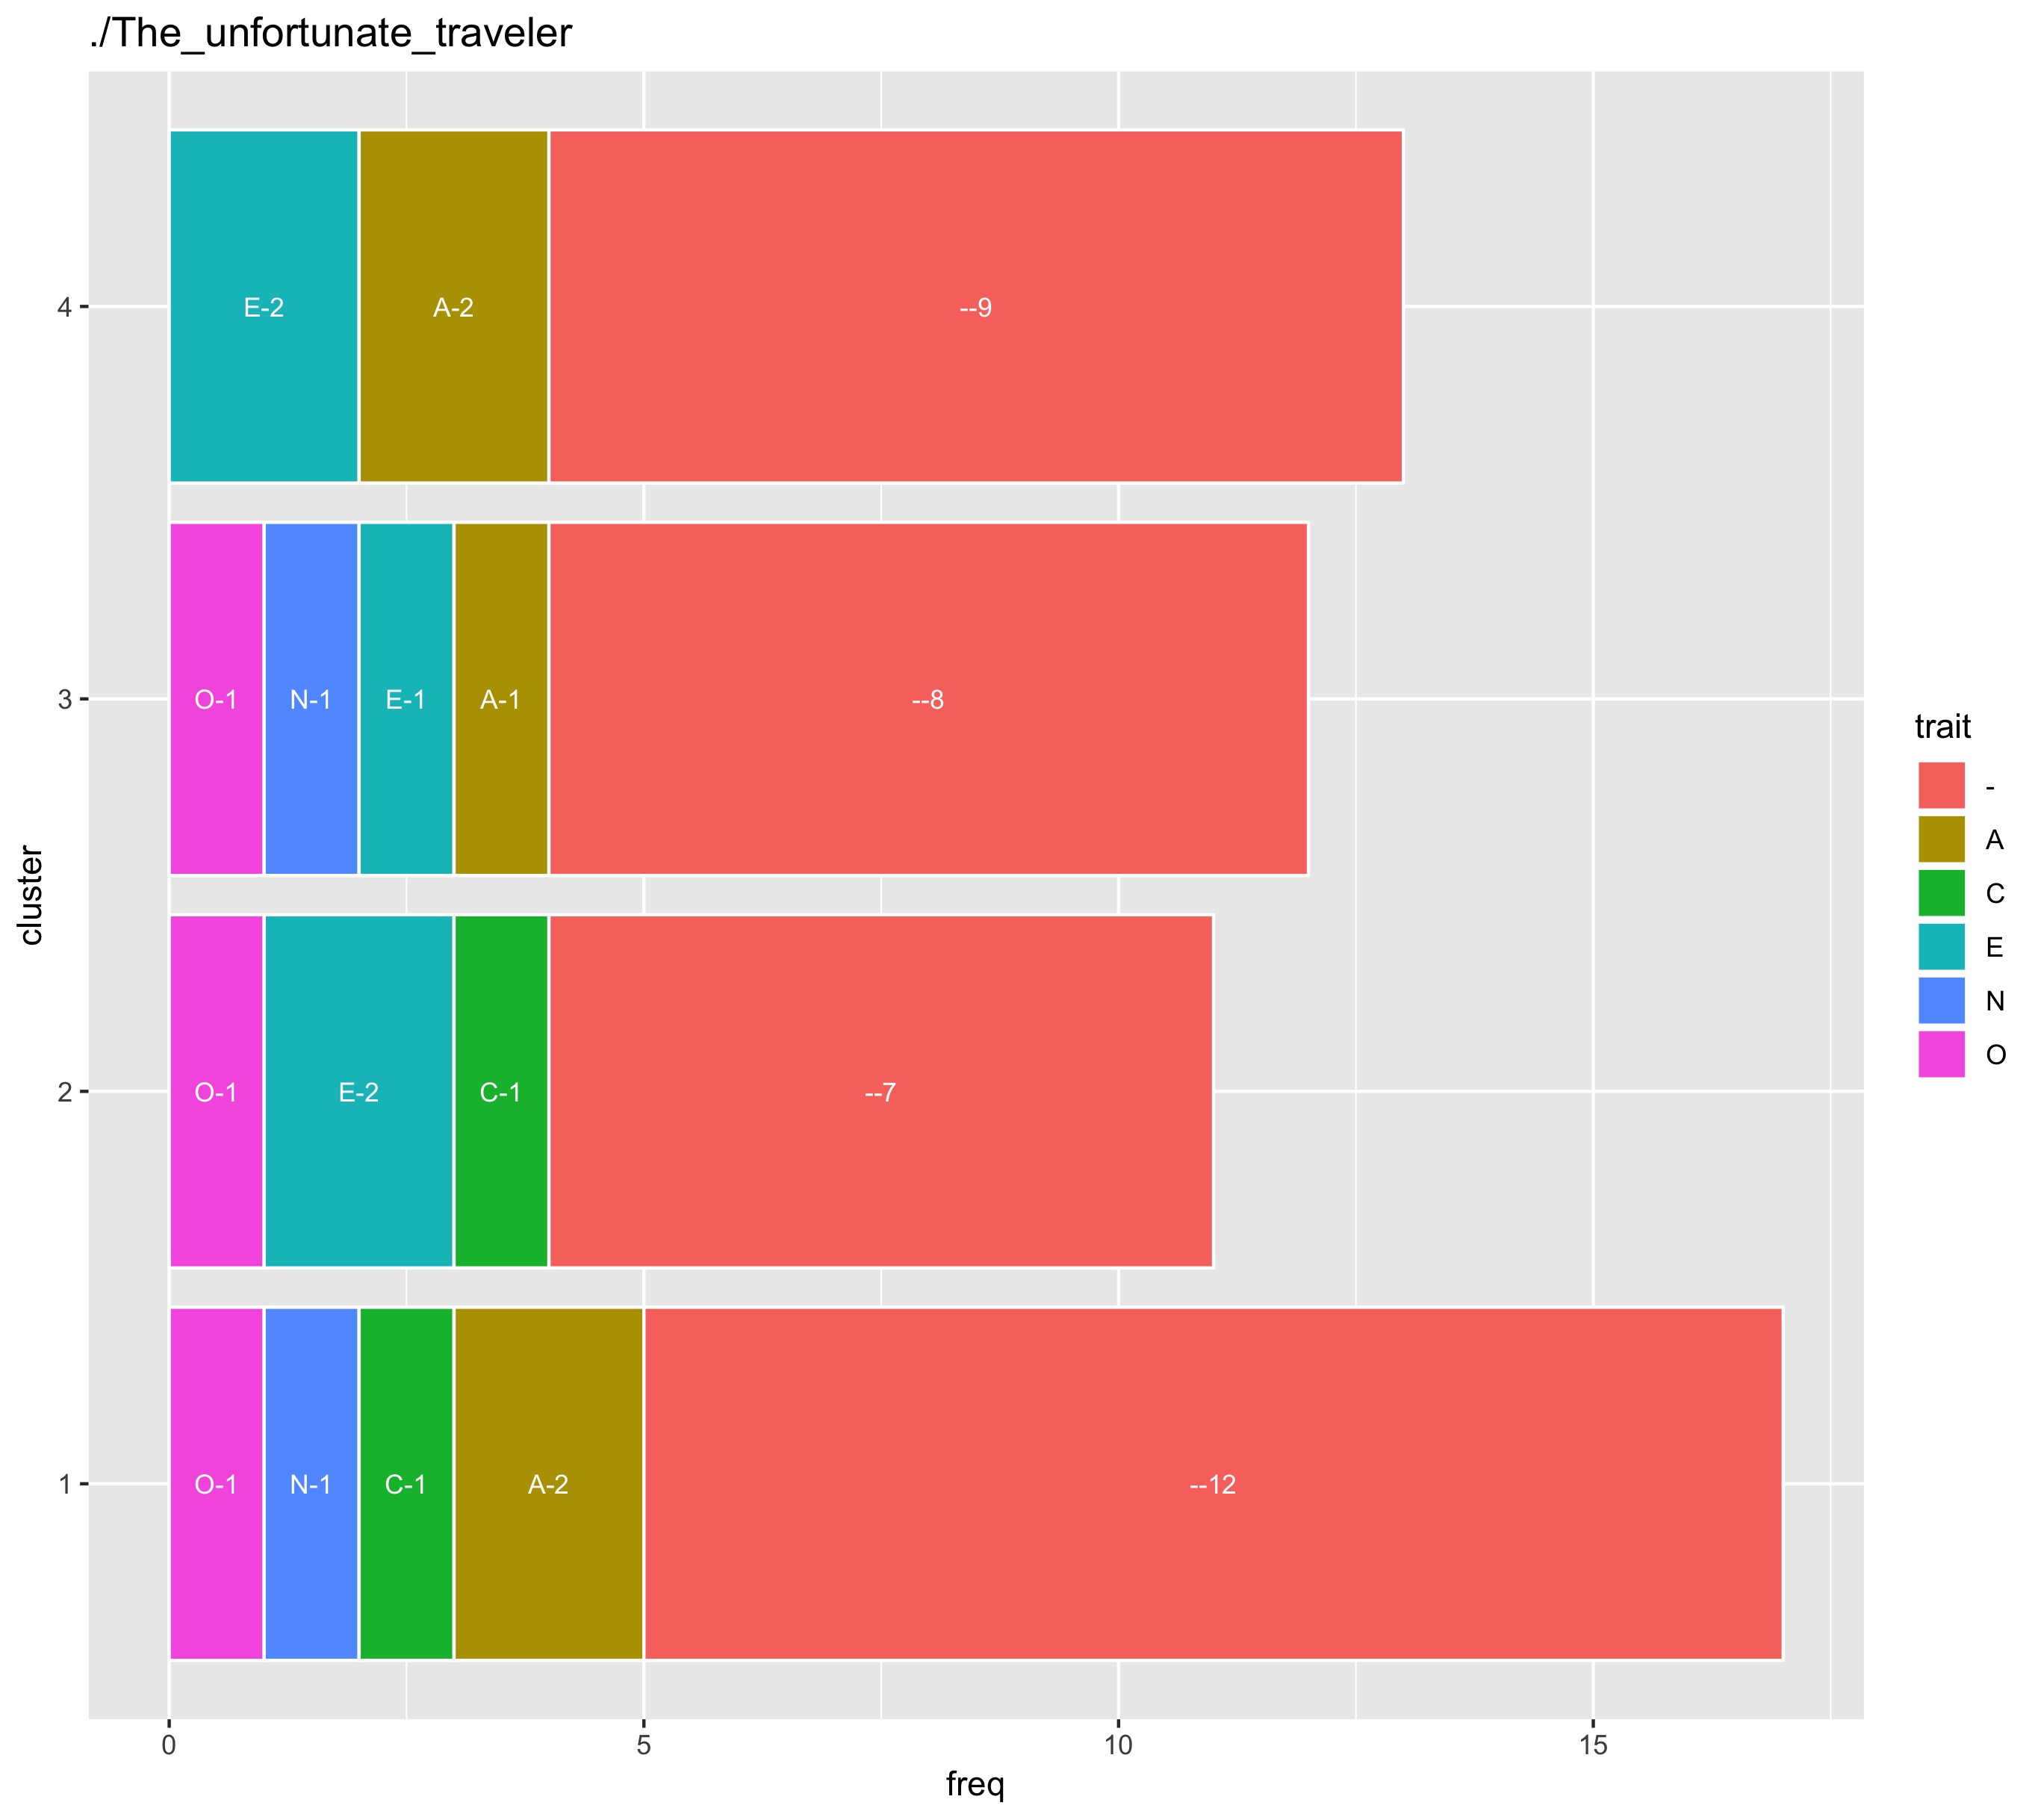 ./The_unfortunate_traveler
4
E-2 A-2 --9
3
O-1 N-1 E-1 A-1 --8
2
O-1 E-2 C-1 --7
1
O-1 N-1 C-1 A-2 --12
0 5 10 15
freq
cluster
trait
-
A
C
E
N
O